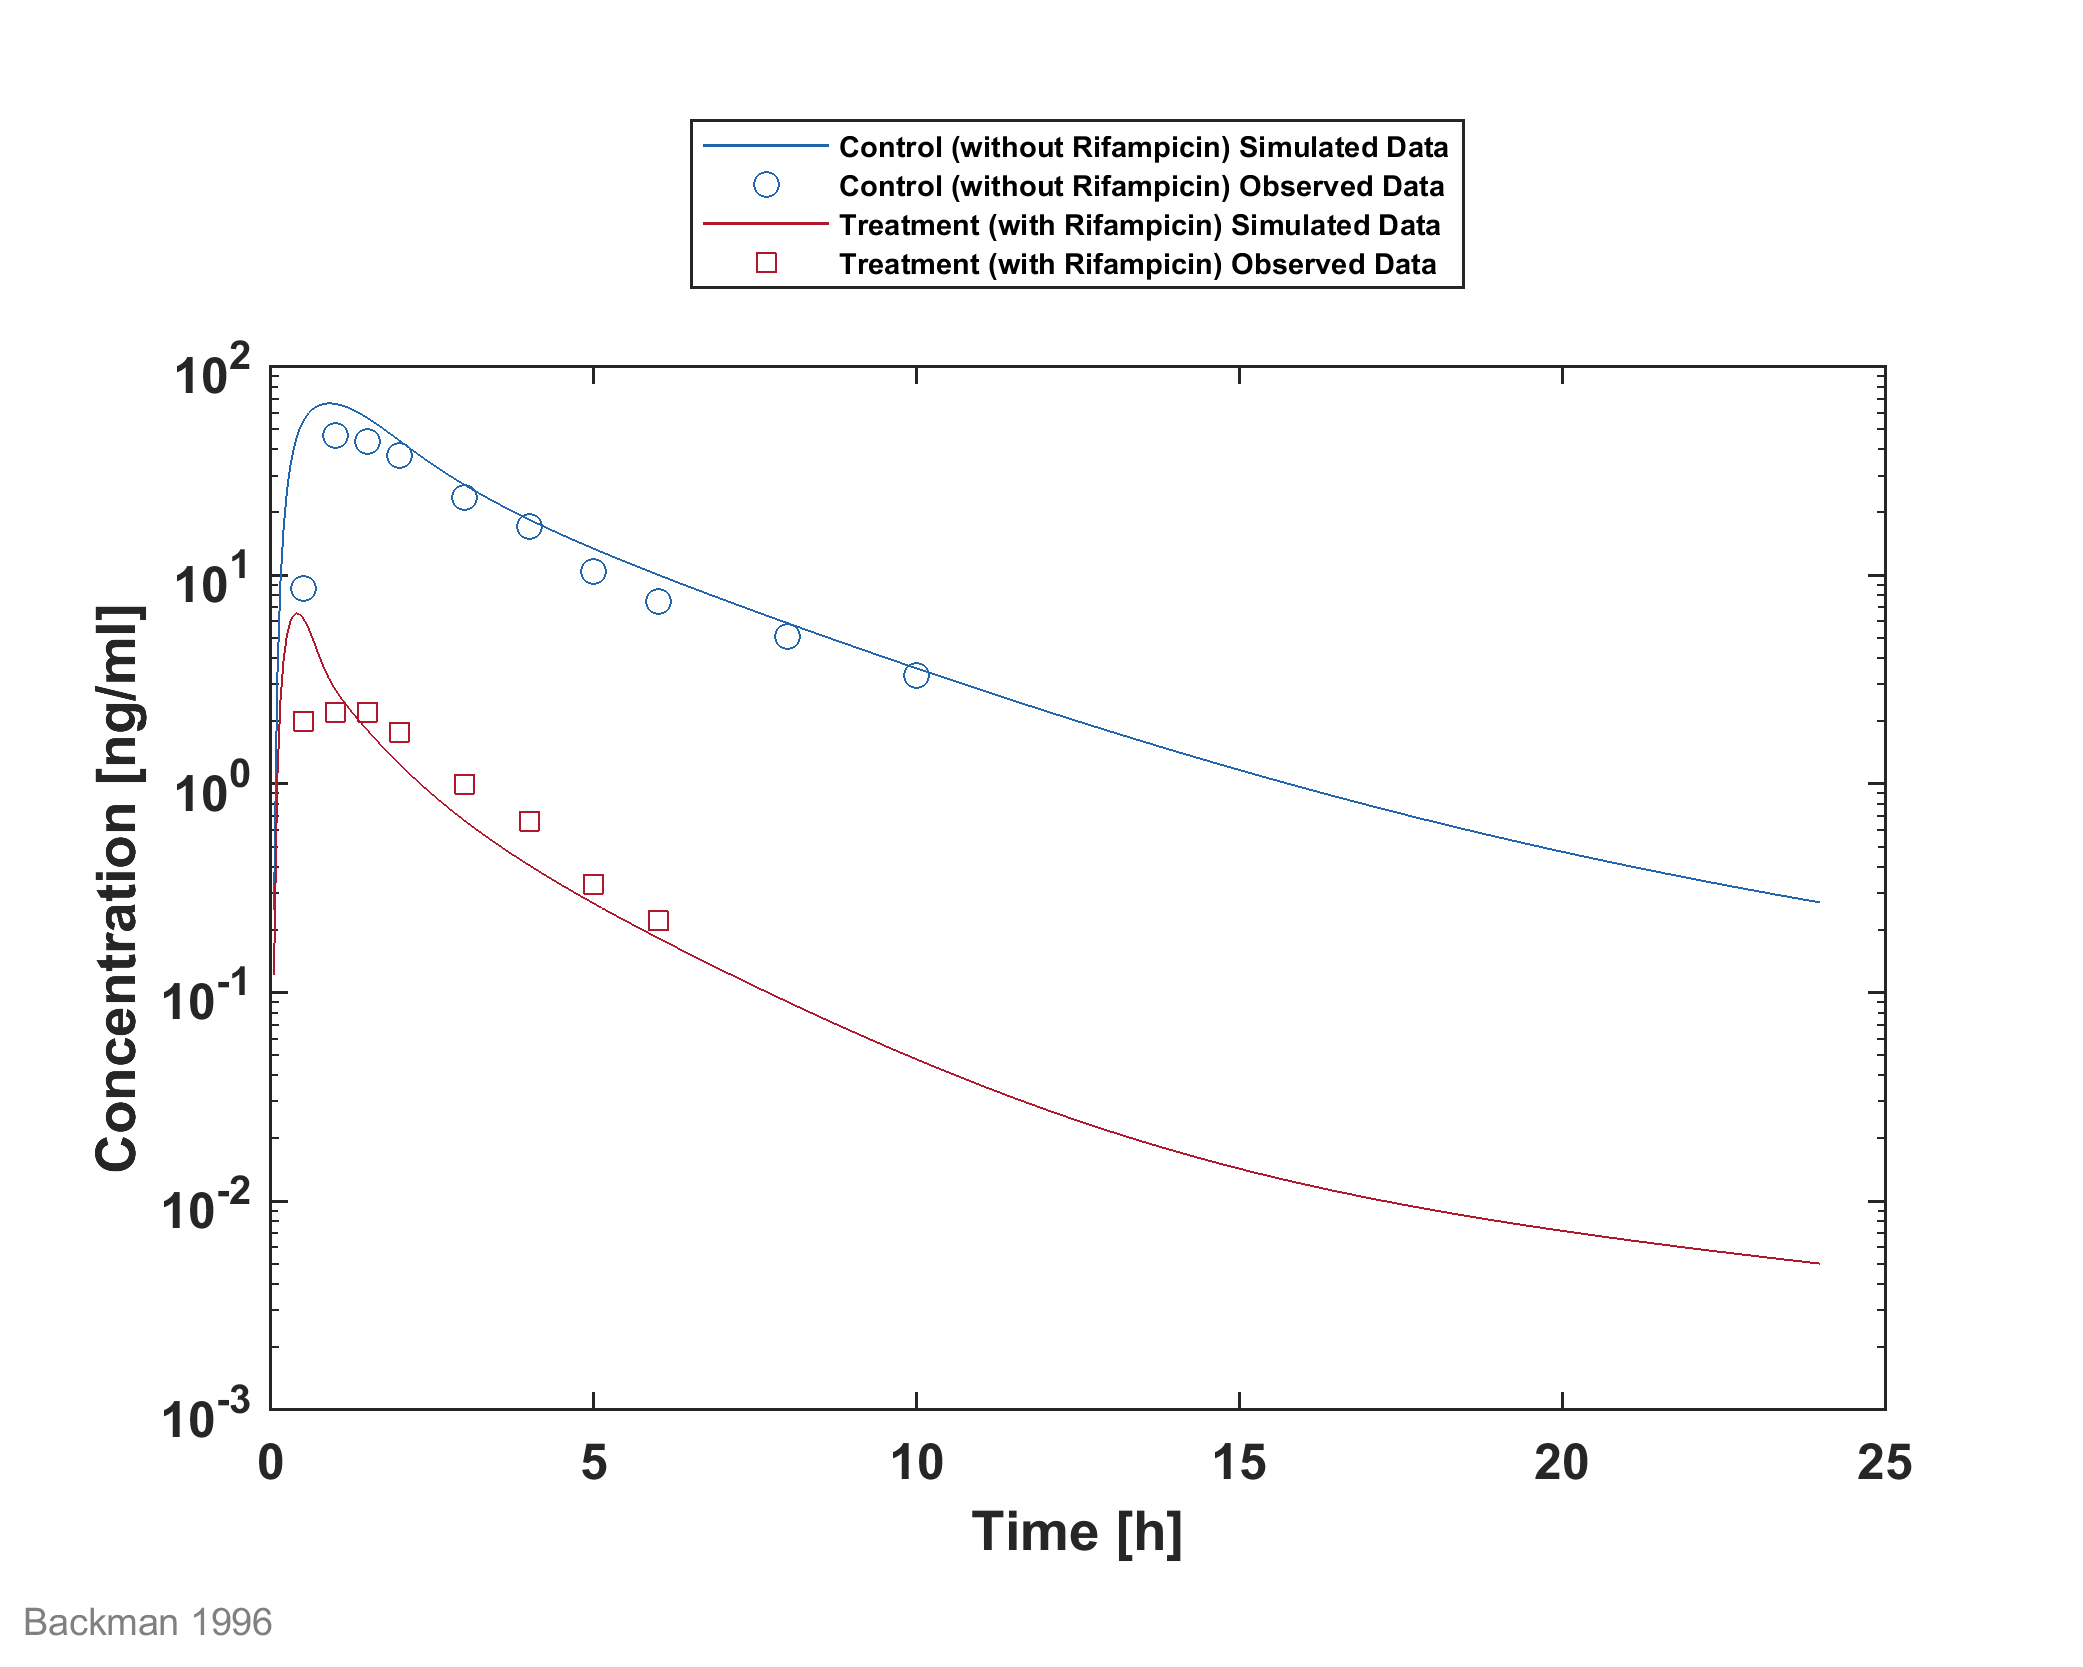 Control (without Rifampicin) Simulated Data
Control (without Rifampicin) Observed Data
Treatment (with Rifampicin) Simulated Data
Treatment (with Rifampicin) Observed Data
10^2
10^1
10^0
10^-1
10^-2
10^-3
Concentration [ng/ml]
0 5 10 15 20 25
Time [h]
Backman 1996